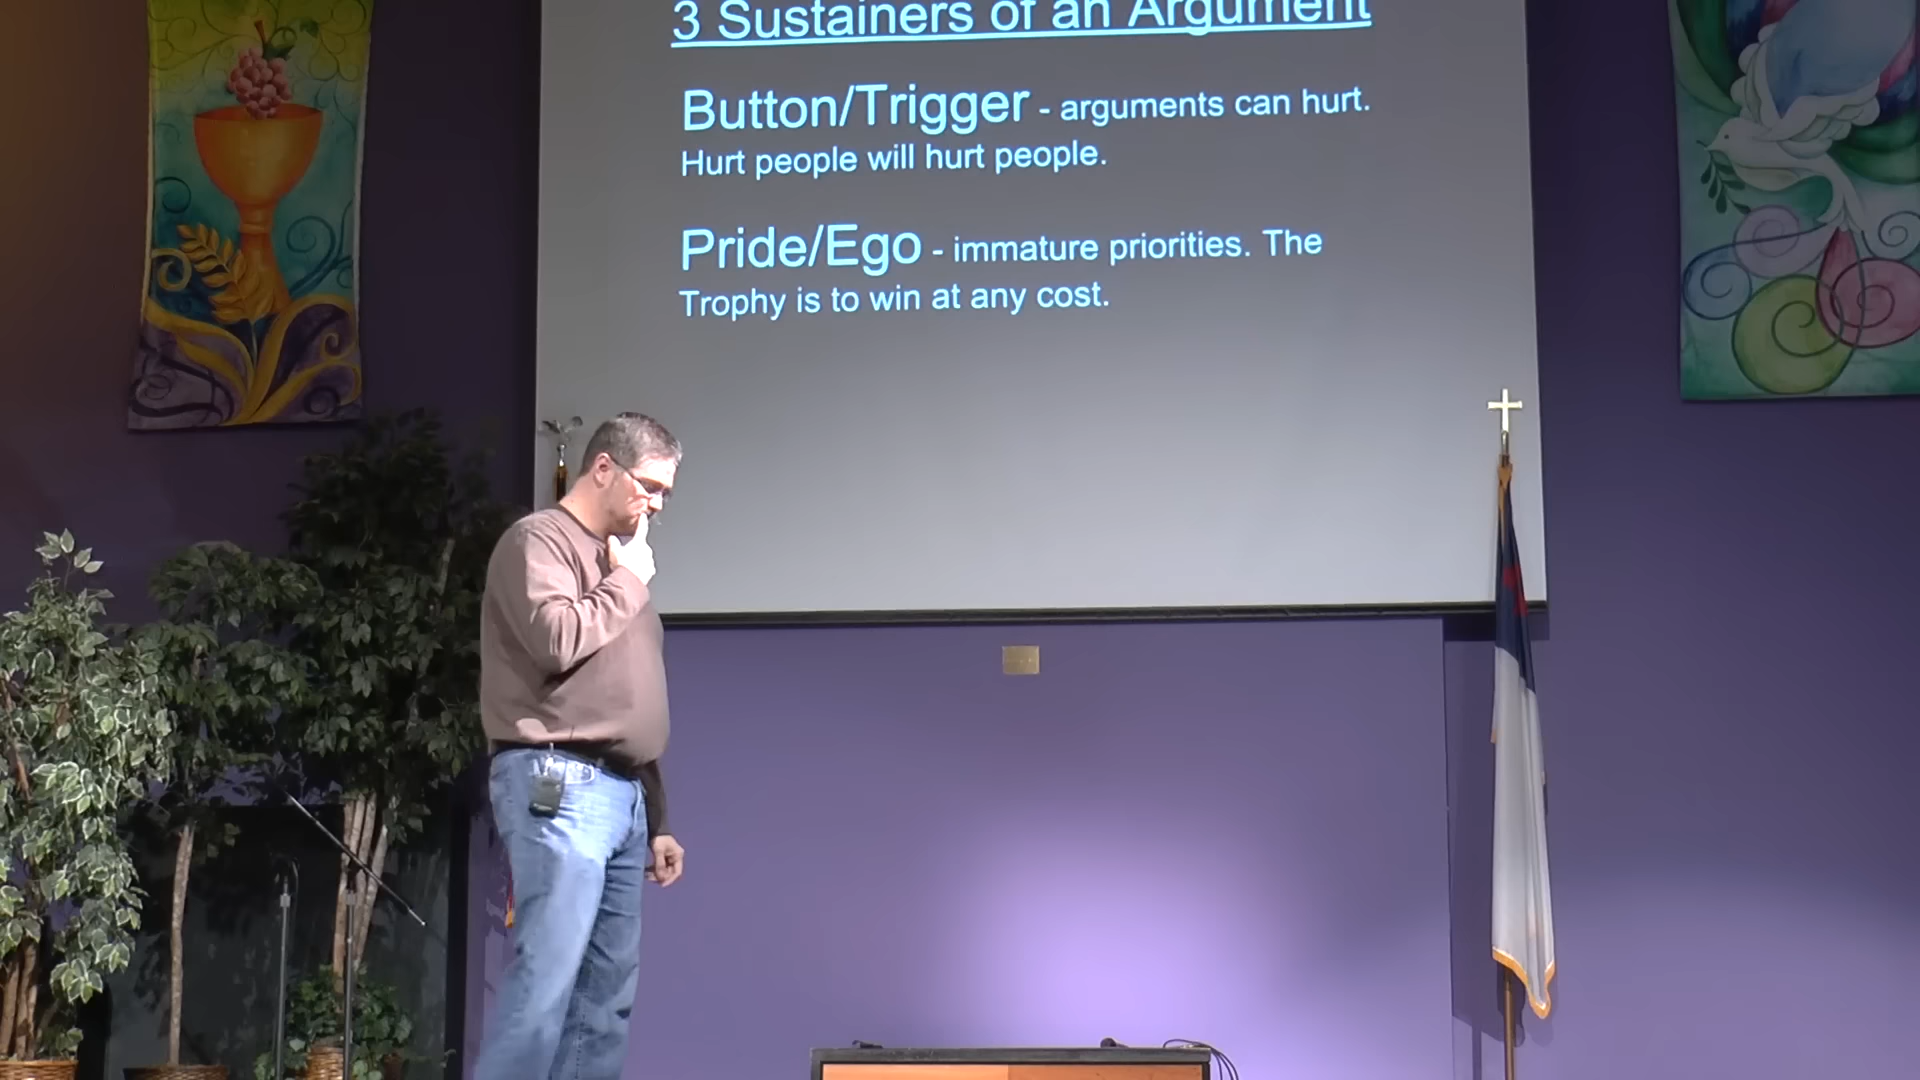 3 Sustainers of an Argument
Button/Trigger - arguments can hurt.
Hurt people will hurt people.
Pride/Ego - immature priorities. The
Trophy is to win at any cost.